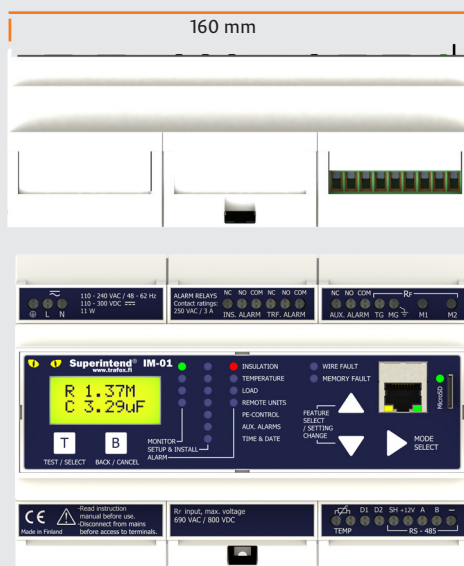 160 mm
110 - 240 VAC / 48 - 62 Hz
110 - 300 VDC
11 W
L N
ALARM RELAYS
Contact ratings:
250 VAC / 3 A
NC NO COM NC NO COM
INS. ALARM TRF. ALARM
NC NO COM RF
AUX. ALARM TG MG M1 M2
Superintend® IM-01
www.trafox.fi
R 1.37M
C 3.29uF
T
TEST / SELECT
B
BACK / CANCEL
MONITOR
SETUP & INSTALL
ALARM
INSULATION
TEMPERATURE
LOAD
REMOTE UNITS
PE-CONTROL
AUX. ALARMS
TIME & DATE
WIRE FAULT
MEMORY FAULT
FEATURE
SELECT
/ SETTING
CHANGE
MODE
SELECT
MicroSD
CE
Made in Finland
-Read instruction
manual before use.
-Disconnect from mains
before access to terminals.
RF input, max. voltage
690 VAC / 800 VDC
D1 D2 SH +12V A B —
TEMP RS - 485